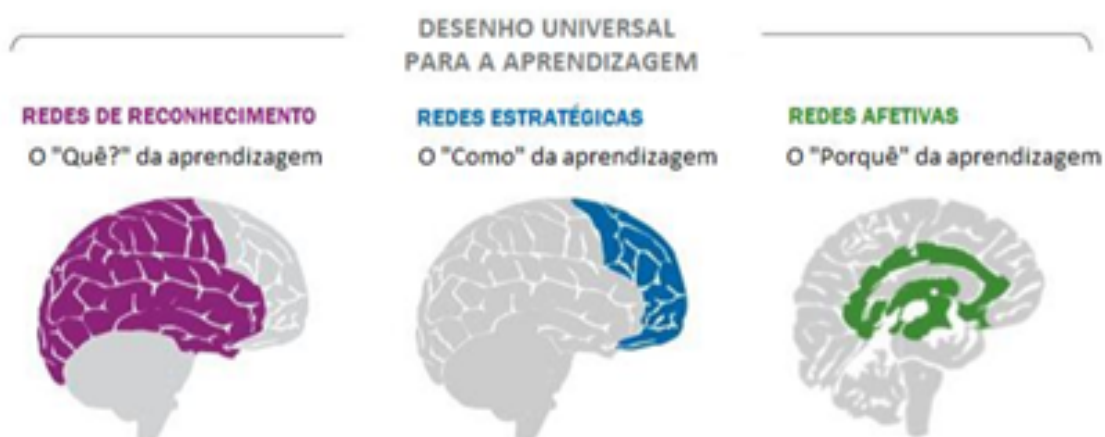 DESENHO UNIVERSAL
PARA A APRENDIZAGEM
REDES DE RECONHECIMENTO
O "Quê?" da aprendizagem
REDES ESTRATÉGICAS
O "Como" da aprendizagem
REDES AFETIVAS
O "Porquê" da aprendizagem